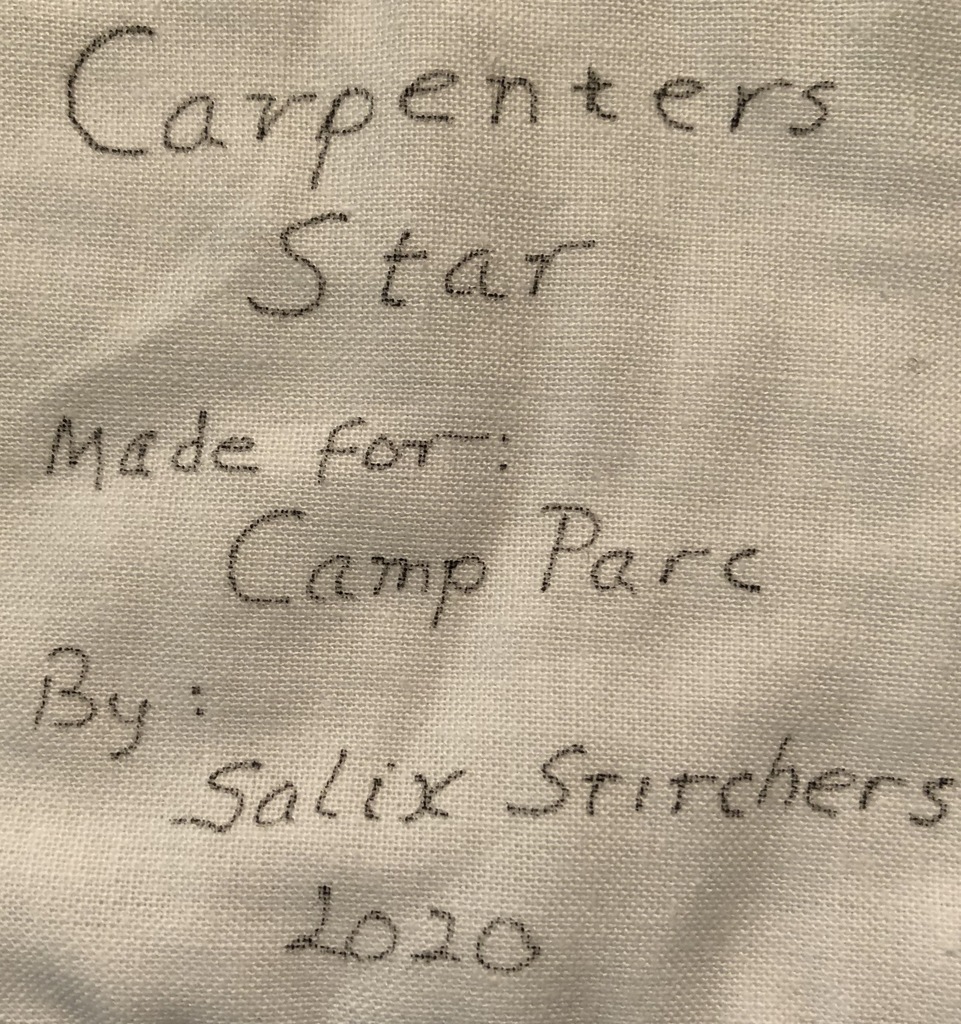 Carpenters
Star
Made for:
Camp Parc
By:
Salix Stitchers
2020